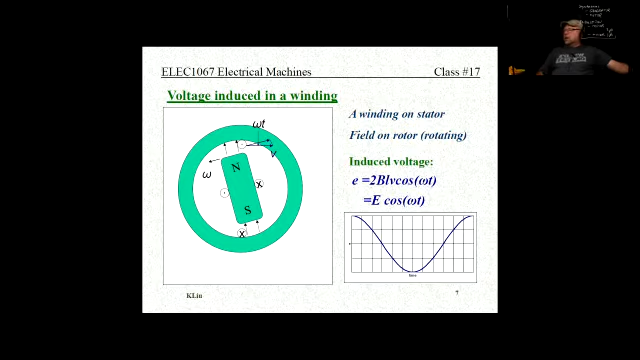 ELEC1067 Electrical Machines Class #17
Voltage induced in a winding
A winding on stator
Field on rotor (rotating)
Induced voltage:
e =2Blvcos(ωt)
=E cos(ωt)
ωt
V
ω
N
X
S
X
time
KLiu 7